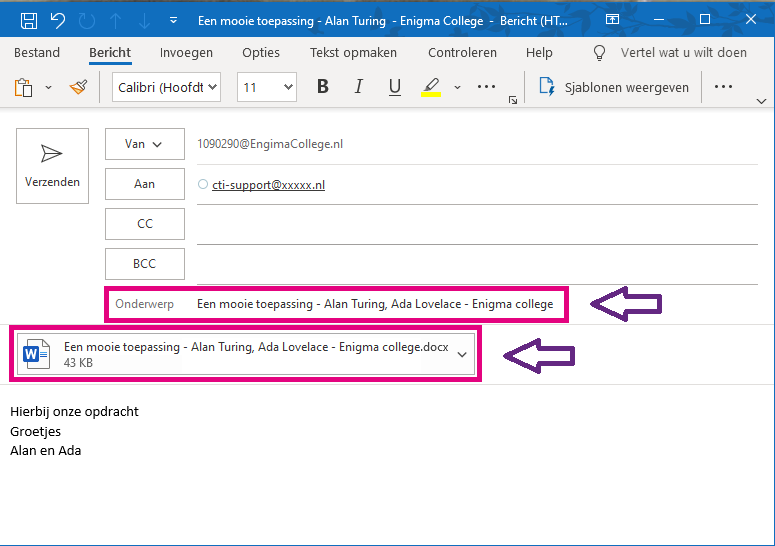 Een mooie toepassing - Alan Turing - Enigma College - Bericht (HT...
Bestand Bericht Invoegen Opties Tekst opmaken Controleren Help Vertel wat u wilt doen
Calibri (Hoofdt 11 B I U Sjablonen weergeven
Verzenden
Van 1090290@EngimaCollege.nl
Aan cti-support@xxxxx.nl
CC
BCC
Onderwerp Een mooie toepassing - Alan Turing, Ada Lovelace - Enigma college
Een mooie toepassing - Alan Turing, Ada Lovelace - Enigma college.docx
43 KB
Hierbij onze opdracht
Groetjes
Alan en Ada